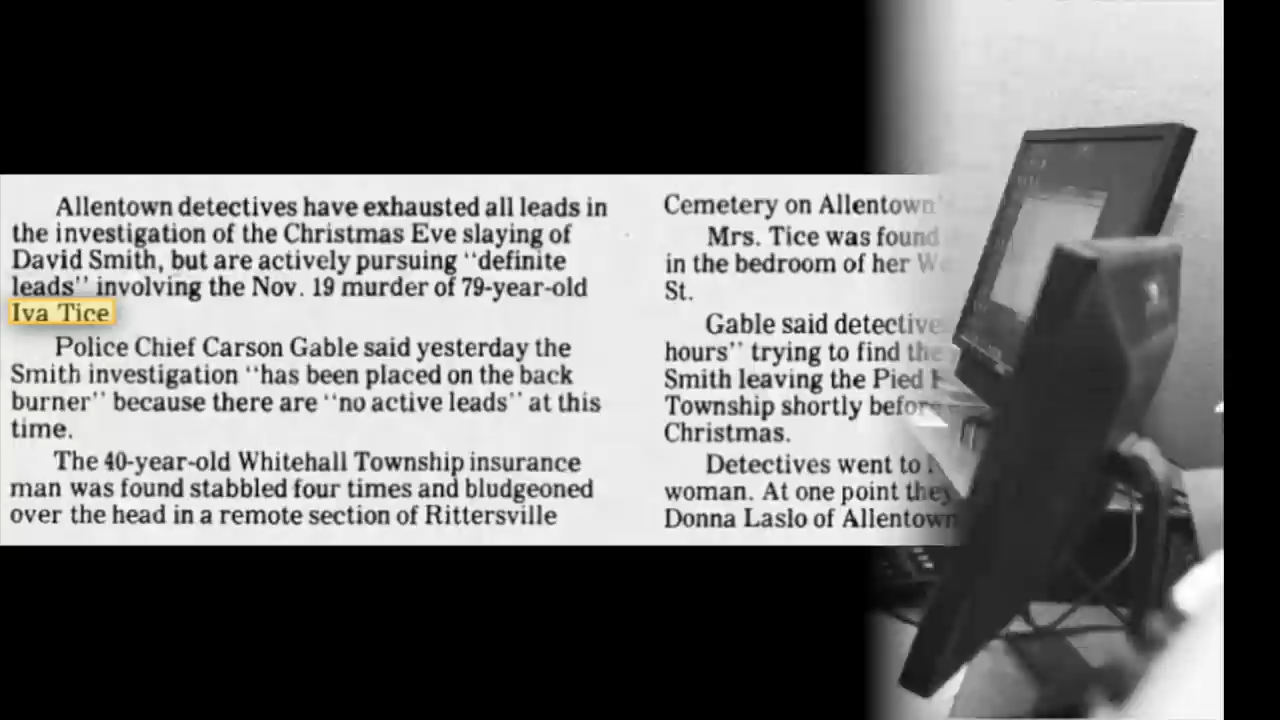 Allentown detectives have exhausted all leads in
the investigation of the Christmas Eve slaying of
David Smith, but are actively pursuing "definite
leads" involving the Nov. 19 murder of 79-year-old
Iva Tice
Police Chief Carson Gable said yesterday the
Smith investigation "has been placed on the back
burner" because there are "no active leads" at this
time.
The 40-year-old Whitehall Township insurance
man was found stabbled four times and bludgeoned
over the head in a remote section of Rittersville
Cemetery on Allentown's
Mrs. Tice was found
in the bedroom of her
St.
Gable said detective
hours" trying to find the
Smith leaving the Pied
Township shortly before
Christmas.
Detectives went to
woman. At one point they
Donna Laslo of Allentown